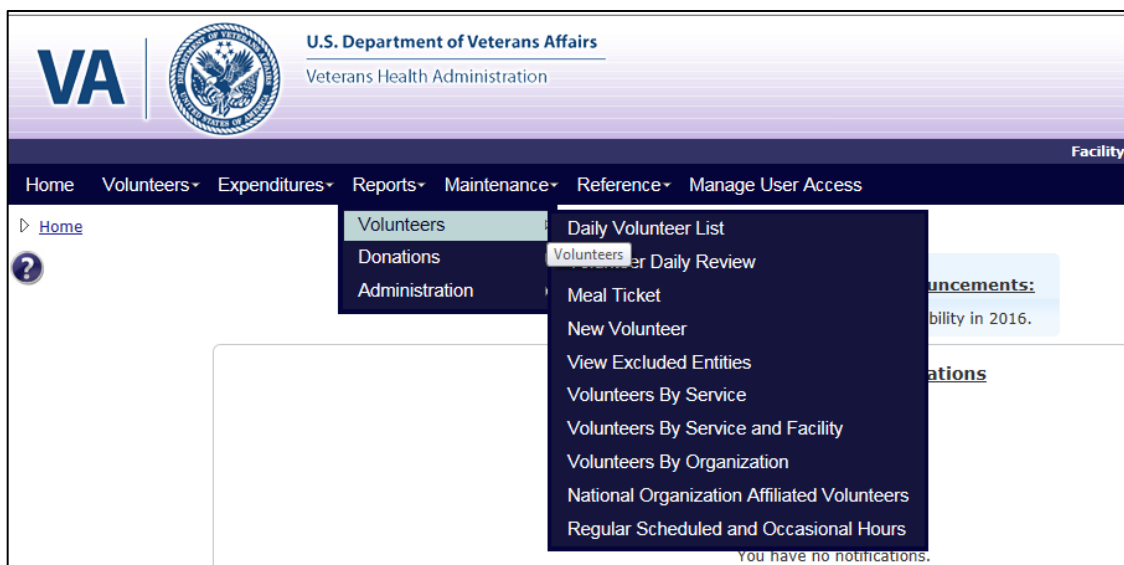 VA
U.S. Department of Veterans Affairs
Veterans Health Administration
Facility
Home Volunteers Expenditures Reports Maintenance Reference Manage User Access
Home
Volunteers
Donations
Administration
Daily Volunteer List
Volunteers
Daily Review
Meal Ticket
New Volunteer
View Excluded Entities
Volunteers By Service
Volunteers By Service and Facility
Volunteers By Organization
National Organization Affiliated Volunteers
Regular Scheduled and Occasional Hours
uncements:
bility in 2016.
ations
You have no notifications.